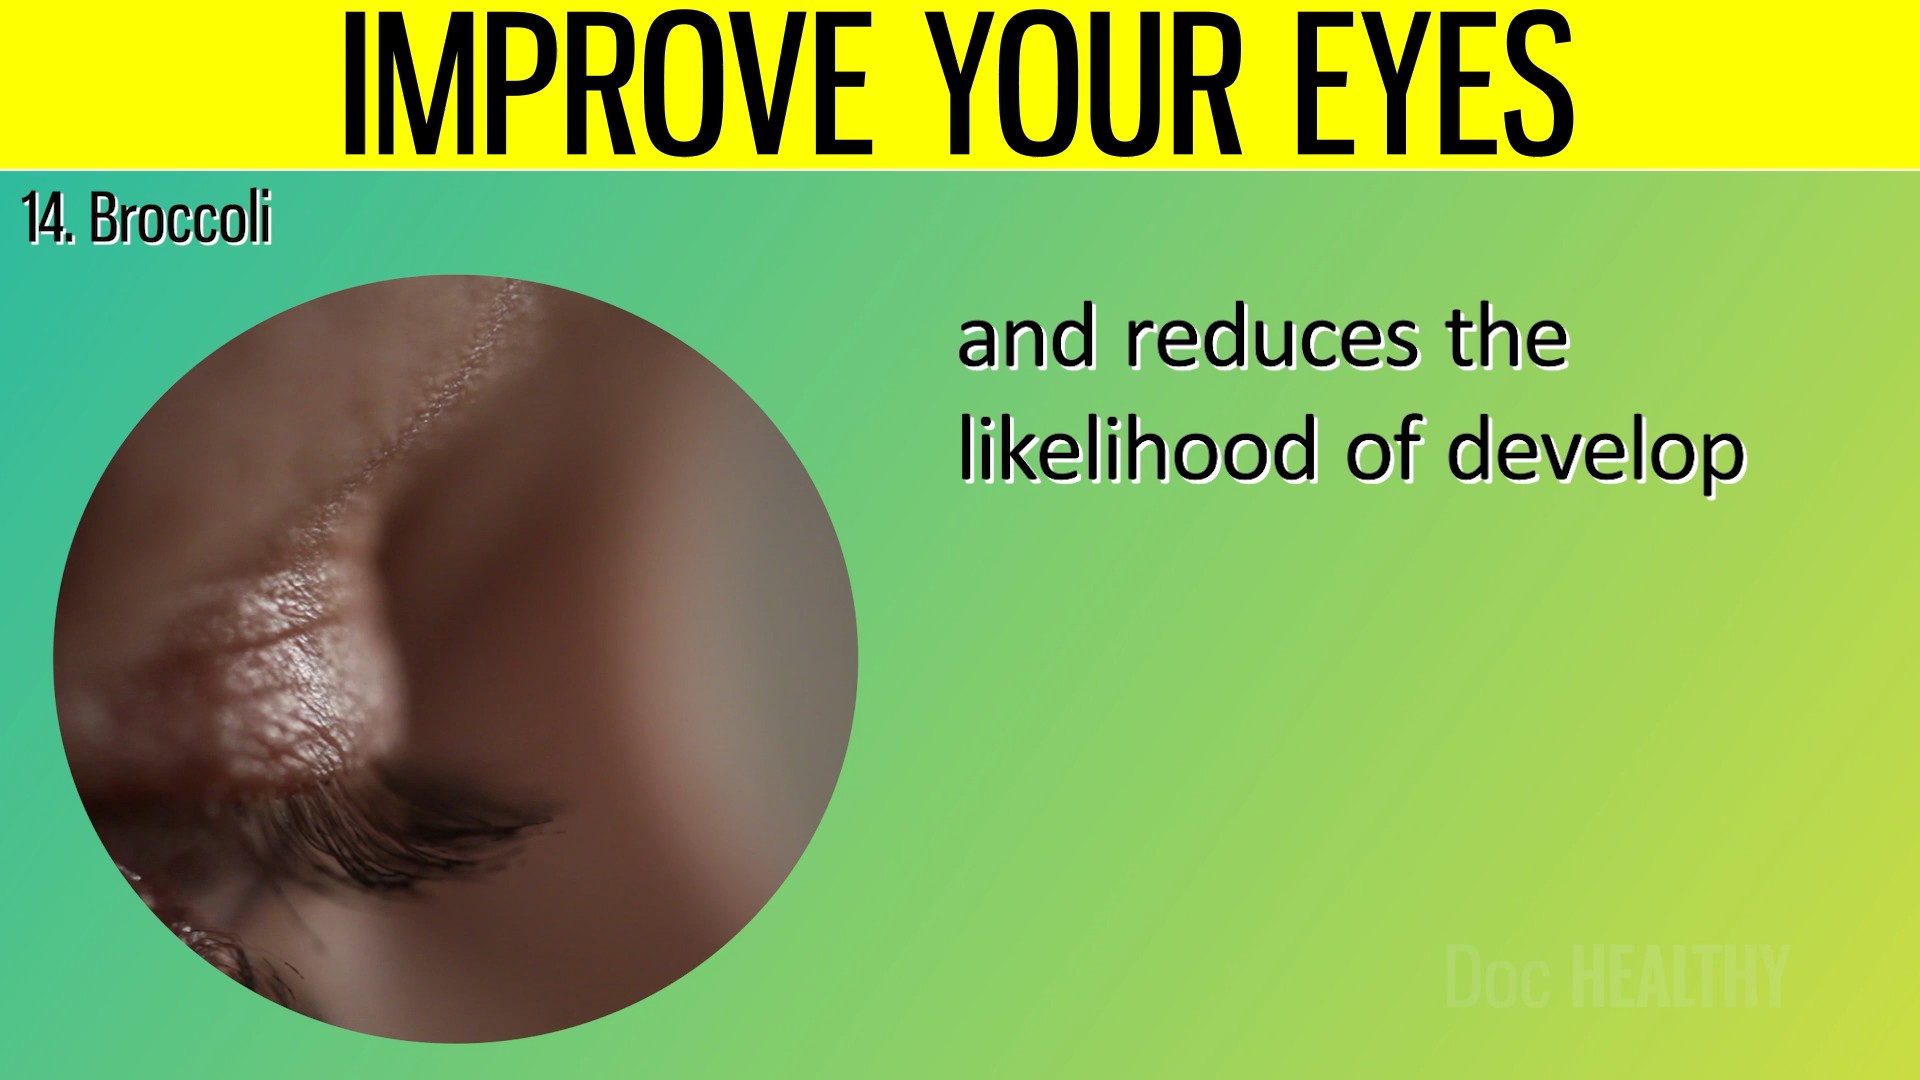 IMPROVE YOUR EYES
14. Broccoli
and reduces the
likelihood of develop
Doc HEALTHY